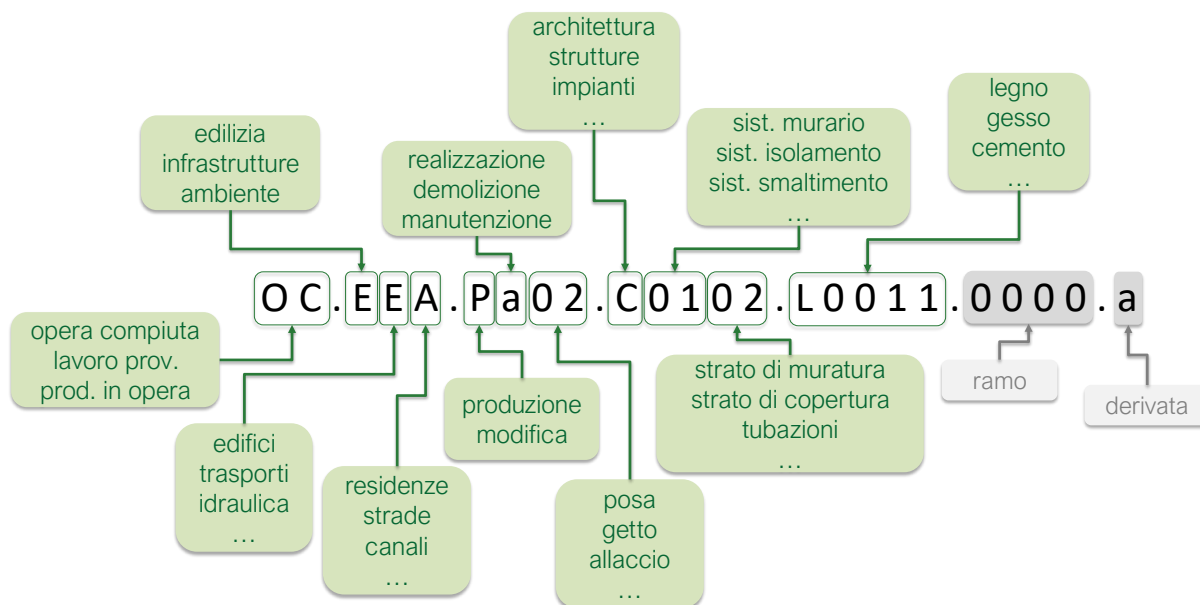 architettura
strutture
impianti
…
legno
gesso
cemento
…
edilizia
infrastrutture
ambiente
realizzazione
demolizione
manutenzione
sist. murario
sist. isolamento
sist. smaltimento
…
OC.EEA.Pa02.C0102.L0011.0000.a
opera compiuta
lavoro prov.
prod. in opera
edifici
trasporti
idraulica
…
residenze
strade
canali
…
produzione
modifica
posa
getto
allaccio
…
strato di muratura
strato di copertura
tubazioni
…
ramo
derivata